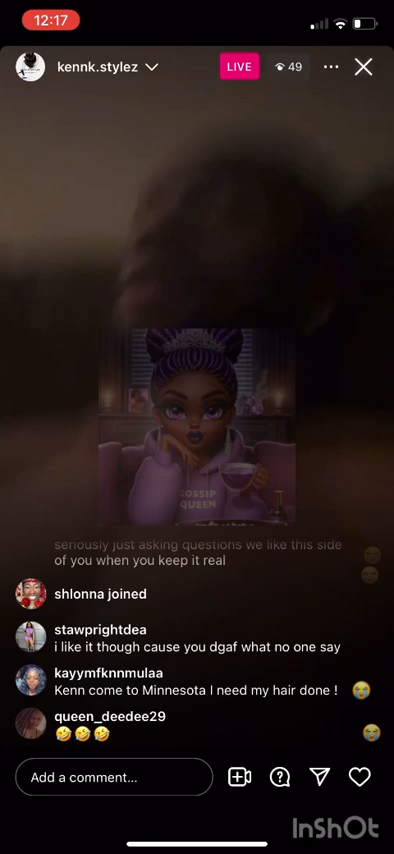 12:17
kennk.stylez
LIVE
49
GOSSIP
QUEEN
seriously just asking questions we like this side
of you when you keep it real
shlonna joined
stawprightdea
i like it though cause you dgaf what no one say
kayymfknnmulaa
Kenn come to Minnesota I need my hair done !
queen_deedee29
🤣🤣🤣
Add a comment...
InShOt